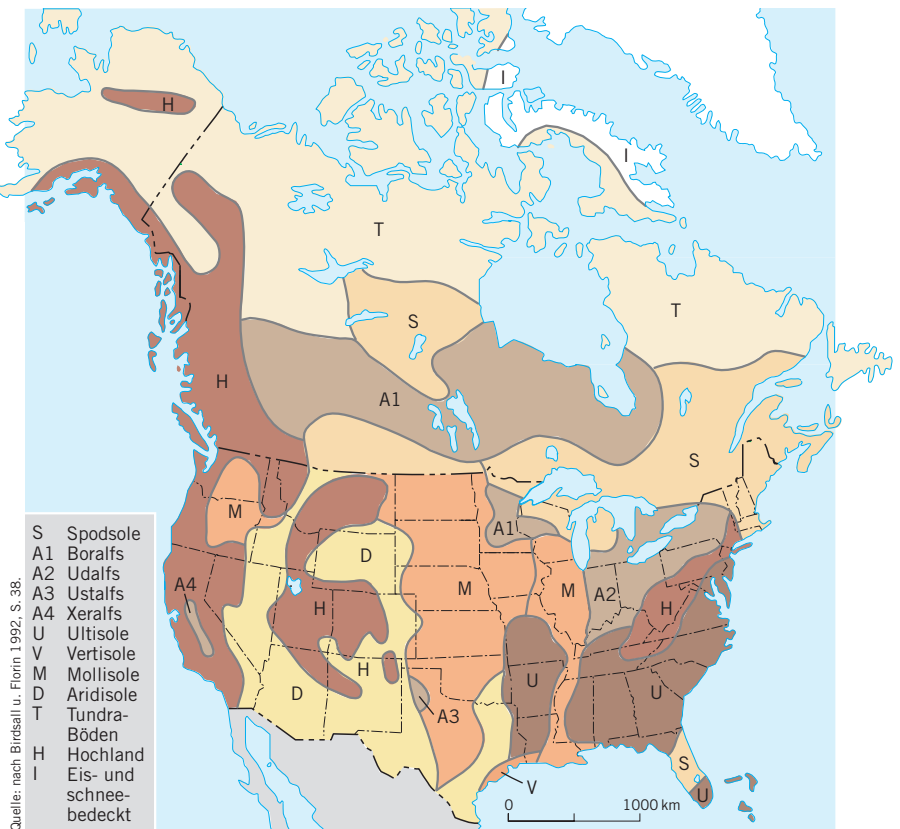 I
H
I
T
T
S
H
A1
S
M
A1
D
M
M
A4
A2
H
H
H
U
D
U
A3
S
V
U
0 1000 km
S Spodsole
A1 Boralfs
A2 Udalfs
A3 Ustalfs
A4 Xeralfs
U Ultisole
V Vertisole
M Mollisole
D Aridisole
T Tundra-
Böden
H Hochland
I Eis- und
schnee-
bedeckt
Quelle: nach Birdsall u. Florin 1992, S. 38.